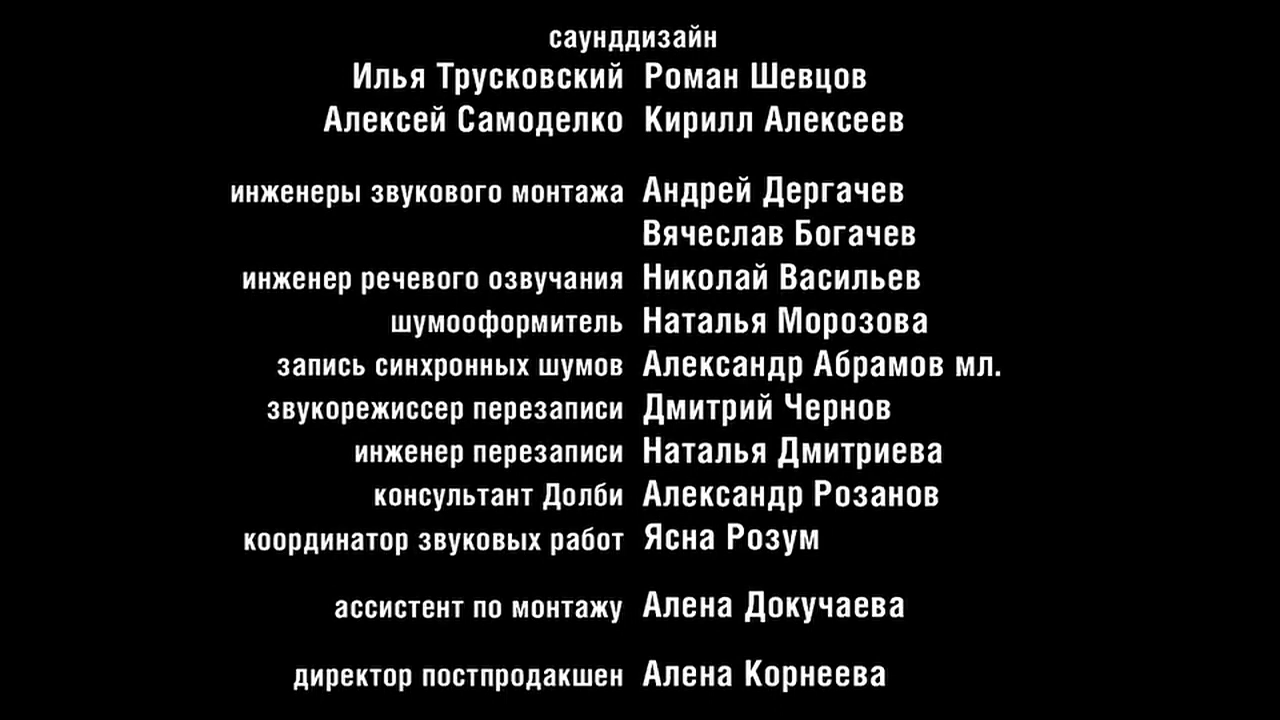 саунддизайн
Илья Трусковский Роман Шевцов
Алексей Самоделко Кирилл Алексеев
инженеры звукового монтажа Андрей Дергачев
Вячеслав Богачев
инженер речевого озвучания Николай Васильев
шумооформитель Наталья Морозова
запись синхронных шумов Александр Абрамов мл.
звукорежиссер перезаписи Дмитрий Чернов
инженер перезаписи Наталья Дмитриева
консультант Долби Александр Розанов
координатор звуковых работ Ясна Розум
ассистент по монтажу Алена Докучаева
директор постпродакшен Алена Корнеева